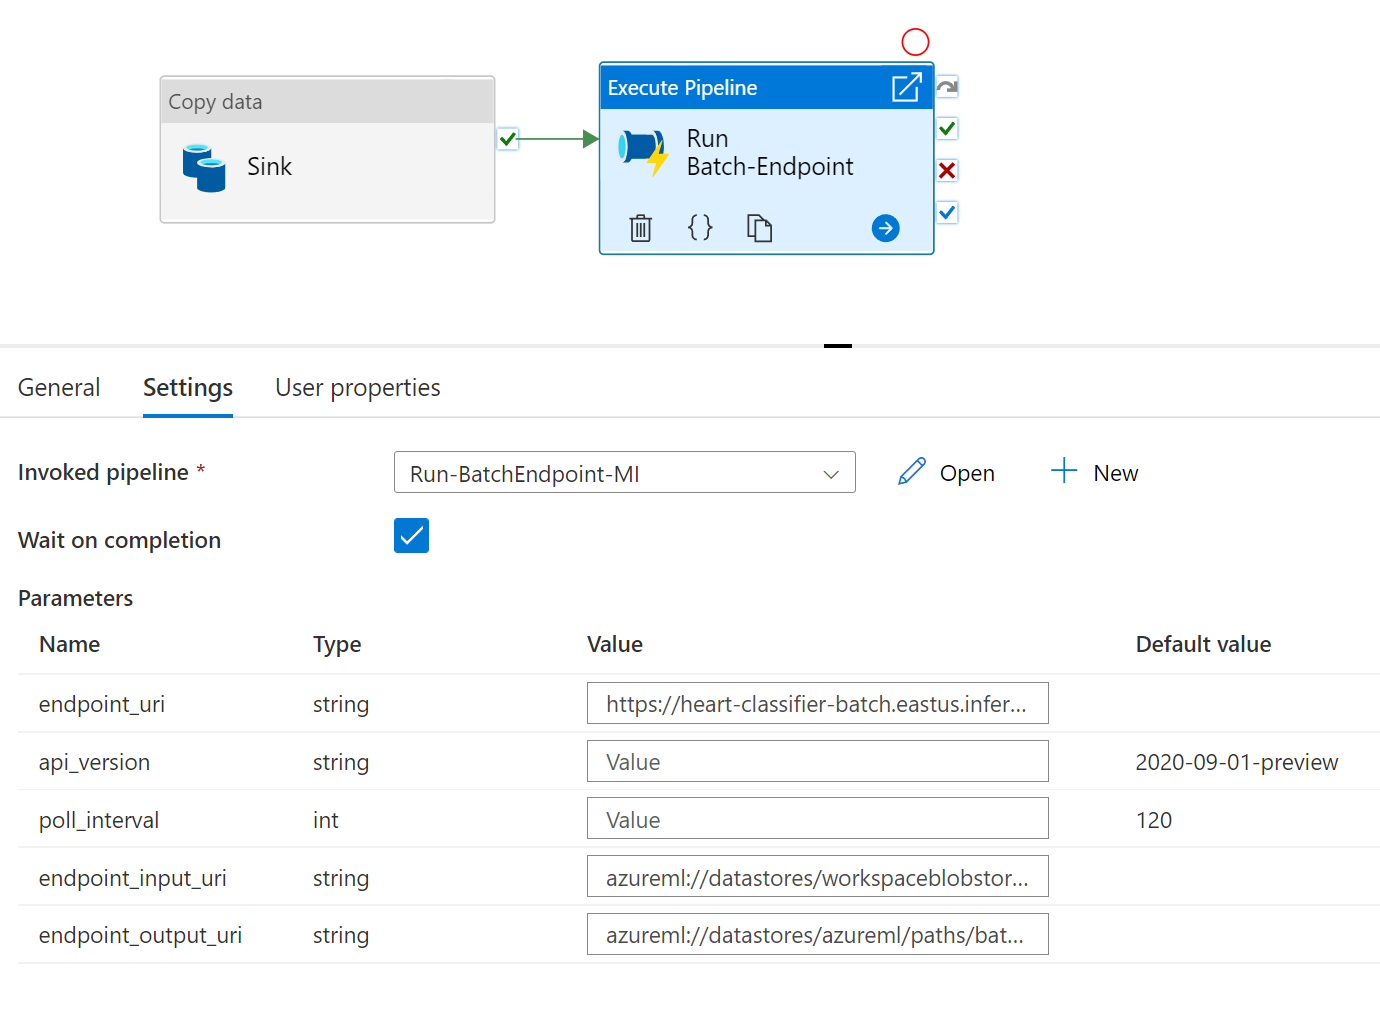 Copy data
Sink
Execute Pipeline
Run
Batch-Endpoint
General Settings User properties
Invoked pipeline * Run-BatchEndpoint-MI Open New
Wait on completion
Parameters
Name Type Value Default value
endpoint_uri string https://heart-classifier-batch.eastus.infer...
api_version string Value 2020-09-01-preview
poll_interval int Value 120
endpoint_input_uri string azureml://datastores/workspaceblobstor...
endpoint_output_uri string azureml://datastores/azureml/paths/bat...